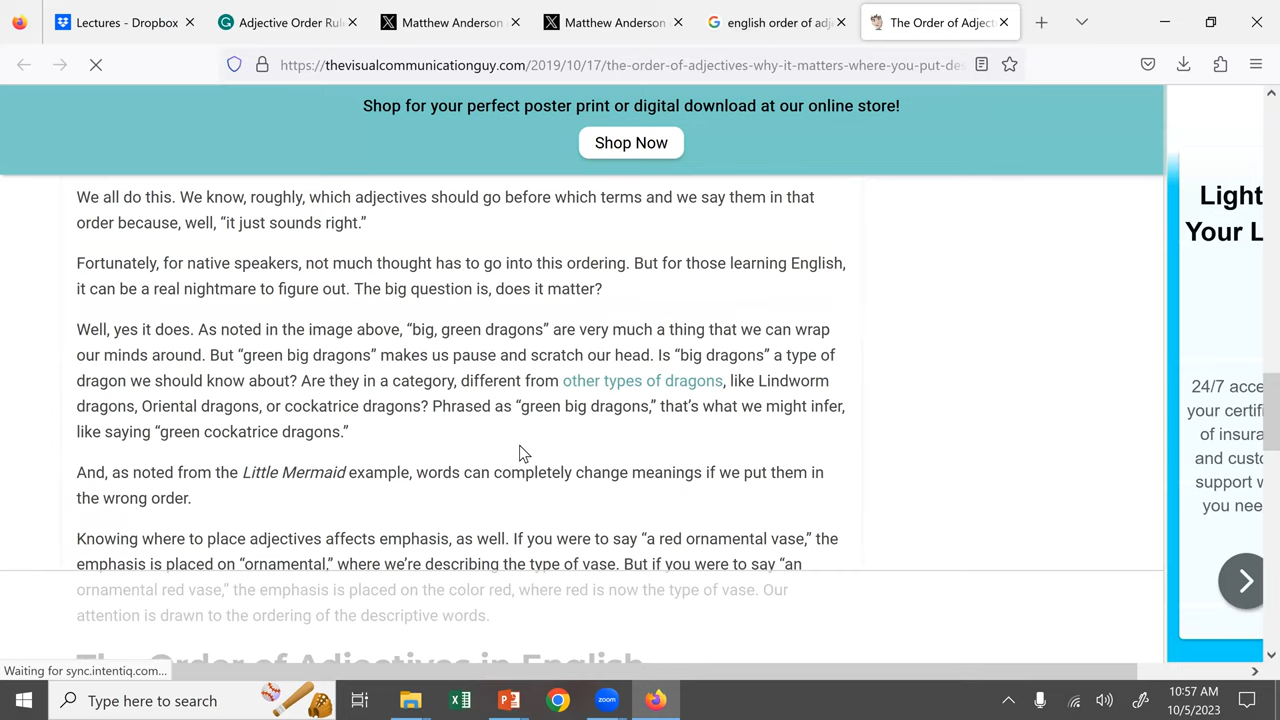 Lectures - Dropbox
Adjective Order Rul
Matthew Anderson
Matthew Anderson
english order of adj
The Order of Adject
https://thevisualcommunicationguy.com/2019/10/17/the-order-of-adjectives-why-it-matters-where-you-put-des
Shop for your perfect poster print or digital download at our online store!
Shop Now
We all do this. We know, roughly, which adjectives should go before which terms and we say them in that
order because, well, “it just sounds right.”
Fortunately, for native speakers, not much thought has to go into this ordering. But for those learning English,
it can be a real nightmare to figure out. The big question is, does it matter?
Well, yes it does. As noted in the image above, “big, green dragons” are very much a thing that we can wrap
our minds around. But “green big dragons” makes us pause and scratch our head. Is “big dragons” a type of
dragon we should know about? Are they in a category, different from other types of dragons, like Lindworm
dragons, Oriental dragons, or cockatrice dragons? Phrased as “green big dragons,” that’s what we might infer,
like saying “green cockatrice dragons.”
And, as noted from the Little Mermaid example, words can completely change meanings if we put them in
the wrong order.
Knowing where to place adjectives affects emphasis, as well. If you were to say “a red ornamental vase,” the
emphasis is placed on “ornamental,” where we’re describing the type of vase. But if you were to say “an
ornamental red vase,” the emphasis is placed on the color red, where red is now the type of vase. Our
attention is drawn to the ordering of the descriptive words.
The Order of Adjectives in English
Light
Your L
24/7 acce
your certif
of insura
and custo
support w
you nee
Waiting for sync.intentiq.com...
Type here to search
zoom
10:57 AM
10/5/2023